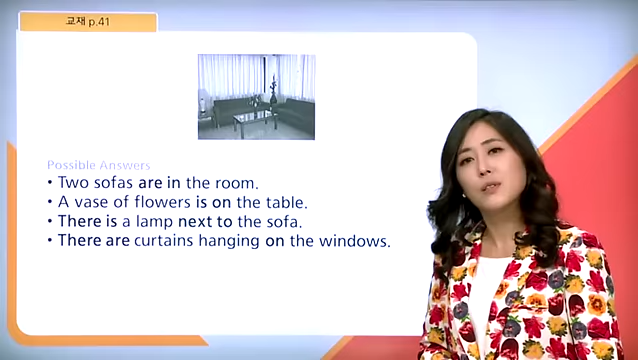 교재 p.41
Possible Answers
• Two sofas are in the room.
• A vase of flowers is on the table.
• There is a lamp next to the sofa.
• There are curtains hanging on the windows.